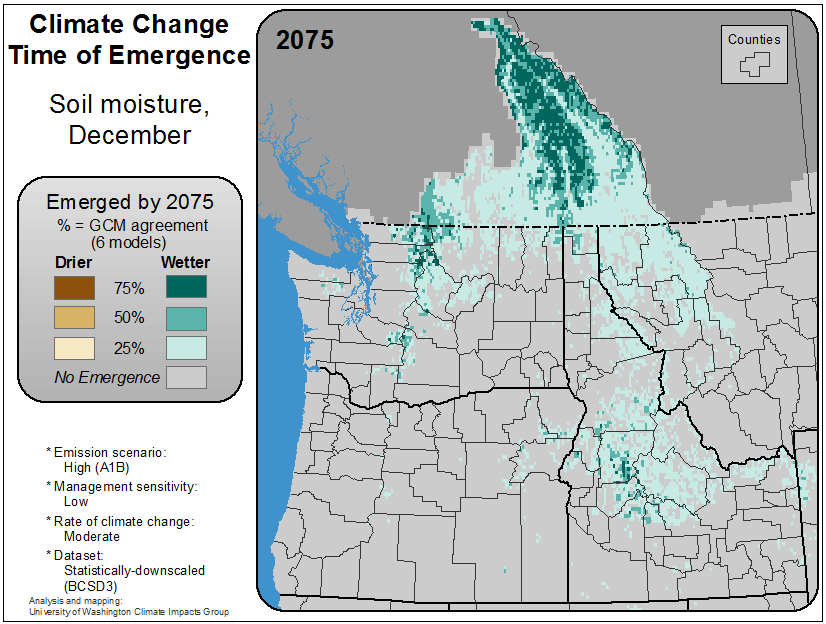 Climate Change
Time of Emergence
Soil moisture,
December
Emerged by 2075
% = GCM agreement
(6 models)
Drier Wetter
75%
50%
25%
No Emergence
* Emission scenario:
High (A1B)
* Management sensitivity:
Low
* Rate of climate change:
Moderate
* Dataset:
Statistically-downscaled
(BCSD3)
Analysis and mapping:
University of Washington Climate Impacts Group
2075
Counties